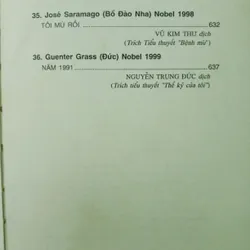 35. José Saramago (Bồ Đào Nha) Nobel 1998
TÔI MÙ RỒI 632
VŨ KIM THƯ dịch
(Trích Tiểu thuyết "Bệnh mù")
36. Guenter Grass (Đức) Nobel 1999
NĂM 1991 637
NGUYỄN TRUNG ĐỨC dịch
(Trích tiểu thuyết "Thế kỷ của tôi")